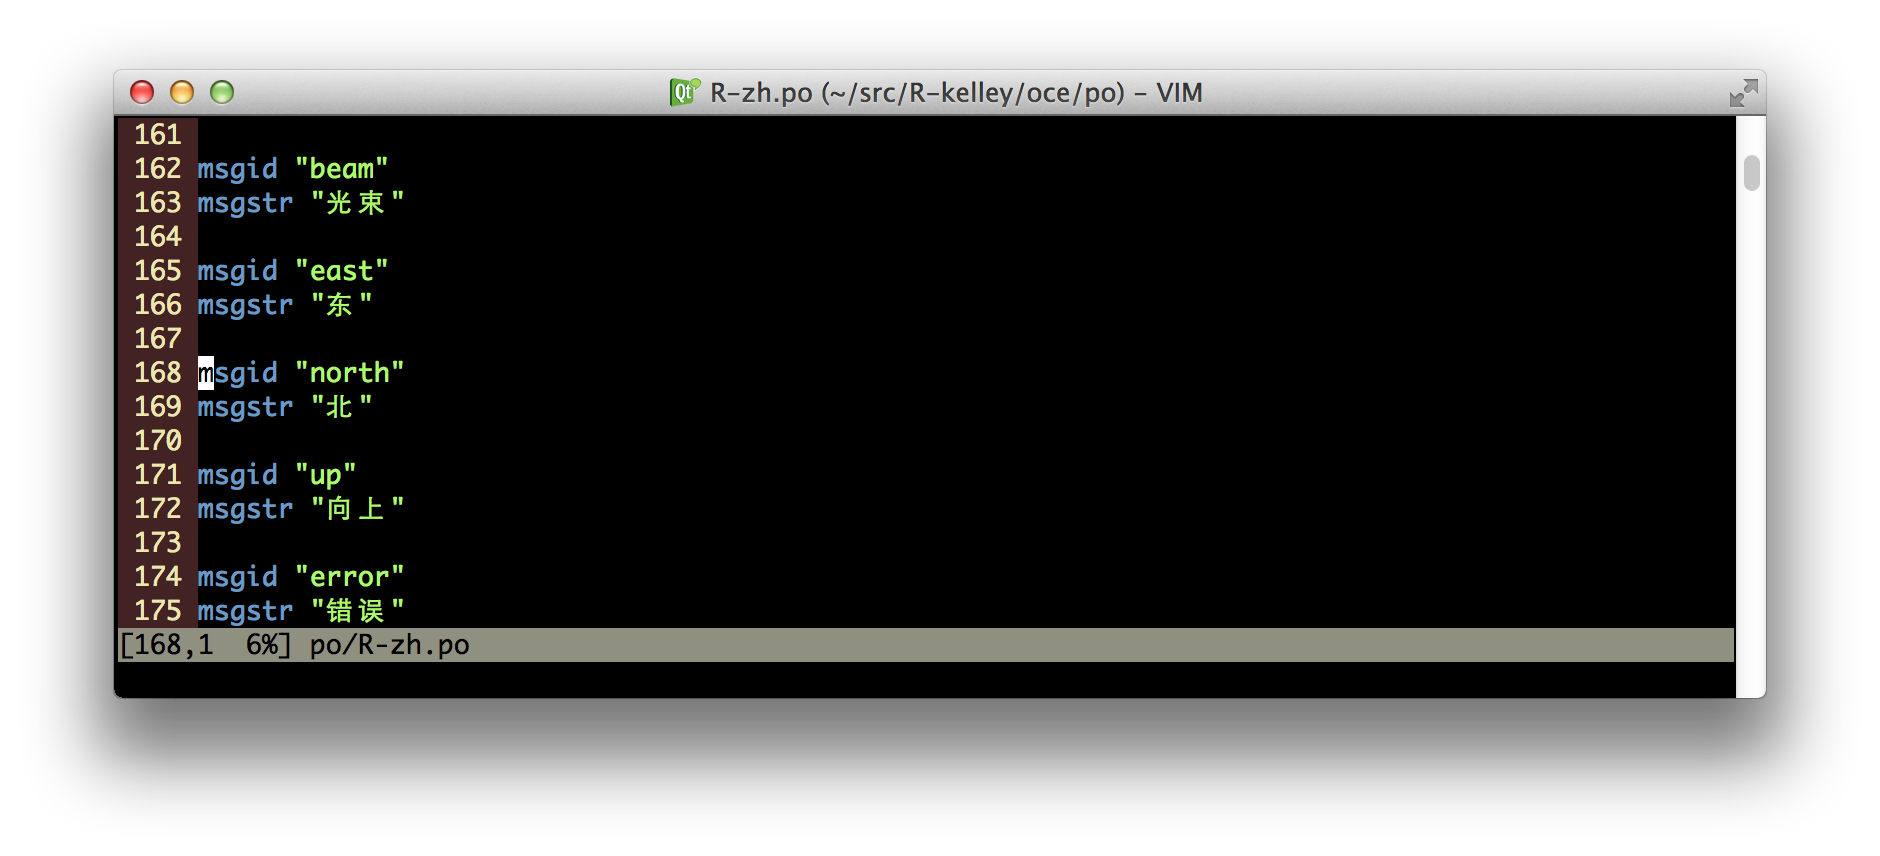 Qt R-zh.po (~/src/R-kelley/oce/po) – VIM
161
162 msgid "beam"
163 msgstr "光束"
164
165 msgid "east"
166 msgstr "东"
167
168 msgid "north"
169 msgstr "北"
170
171 msgid "up"
172 msgstr "向上"
173
174 msgid "error"
175 msgstr "错误"
[168,1  6%] po/R-zh.po